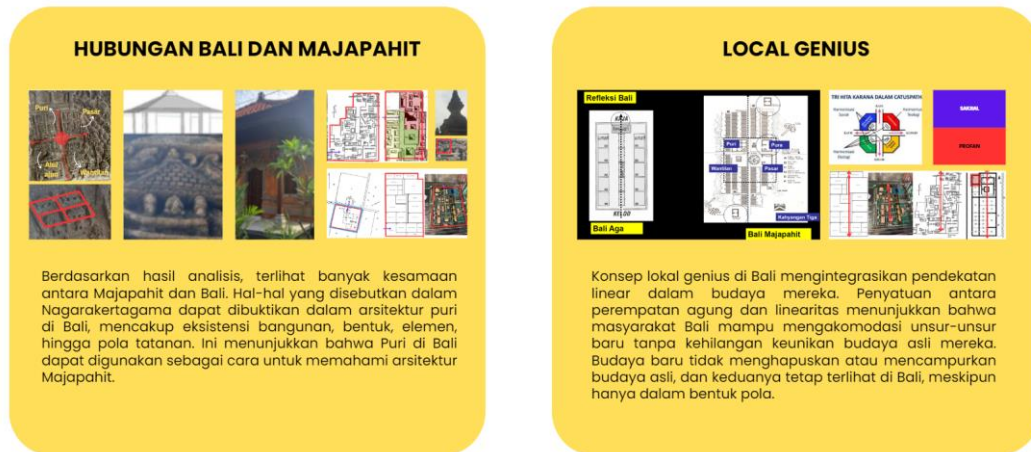 HUBUNGAN BALI DAN MAJAPAHIT
Puri
Pasar
Alun
alun
Wantilan
Berdasarkan hasil analisis, terlihat banyak kesamaan
antara Majapahit dan Bali. Hal-hal yang disebutkan dalam
Nagarakertagama dapat dibuktikan dalam arsitektur puri
di Bali, mencakup eksistensi bangunan, bentuk, elemen,
hingga pola tatanan. Ini menunjukkan bahwa Puri di Bali
dapat digunakan sebagai cara untuk memahami arsitektur
Majapahit.
LOCAL GENIUS
Refleksi Bali
KAJA
KELOD
Bali Aga
Puri
Pura
Wantilan
Pasar
Kahyangan Tiga
Bali Majapahit
TRI HITA KARANA DALAM CATUSPATHA
SAKRAL
PROFAN
Konsep lokal genius di Bali mengintegrasikan pendekatan
linear dalam budaya mereka. Penyatuan antara
perempatan agung dan linearitas menunjukkan bahwa
masyarakat Bali mampu mengakomodasi unsur-unsur
baru tanpa kehilangan keunikan budaya asli mereka.
Budaya baru tidak menghapuskan atau mencampurkan
budaya asli, dan keduanya tetap terlihat di Bali, meskipun
hanya dalam bentuk pola.